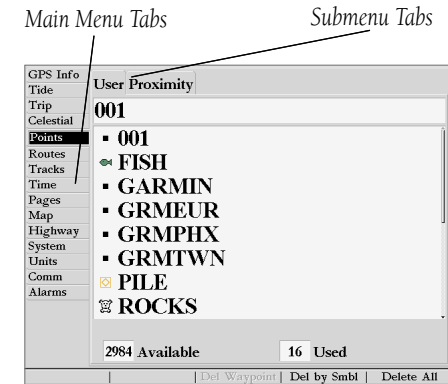 Main Menu Tabs
Submenu Tabs
GPS Info
Tide
Trip
Celestial
Points
Routes
Tracks
Time
Pages
Map
Highway
System
Units
Comm
Alarms
User Proximity
001
001
FISH
GARMIN
GRMEUR
GRMPHX
GRMTWN
PILE
ROCKS
2984 Available 16 Used
Del Waypoint Del by Smbl Delete All